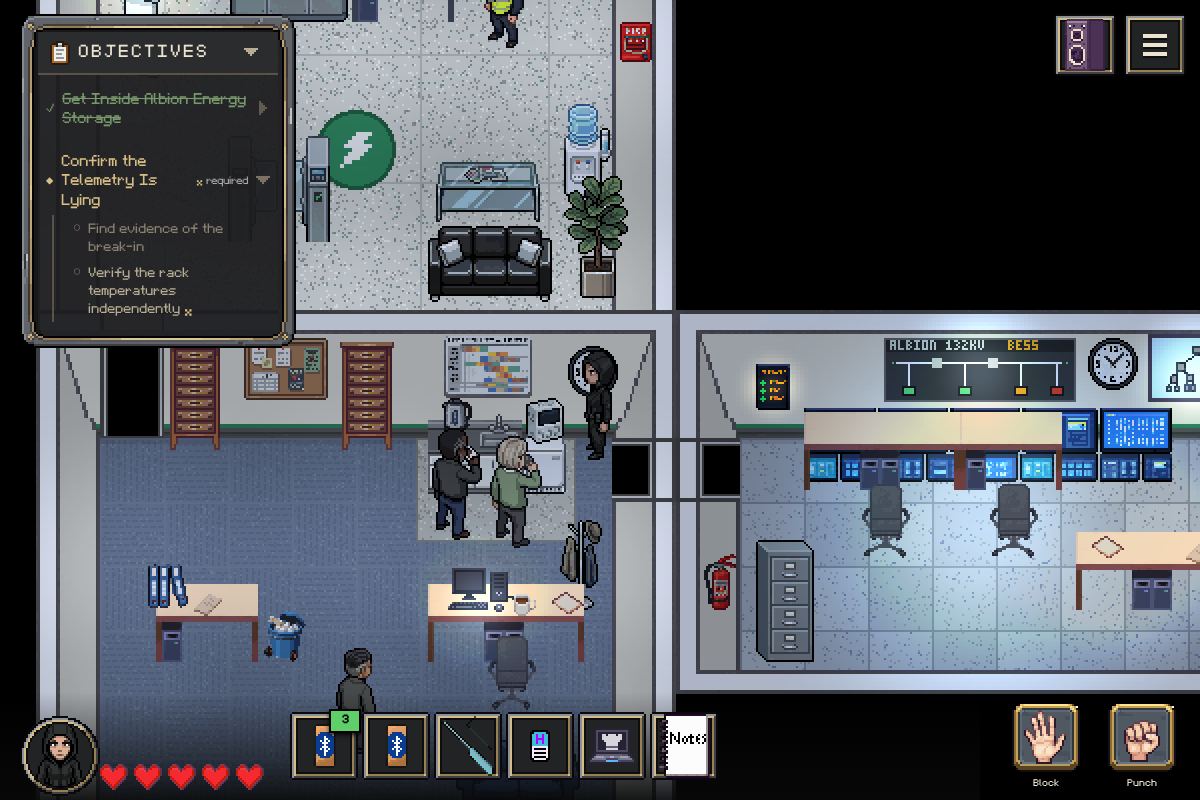 OBJECTIVES
✓ Get Inside Albion Energy
Storage
Confirm the
Telemetry Is
Lying
x required
Find evidence of the
break-in
Verify the rack
temperatures
independently x
ALBION 132KV BESS
3
H
Notes
Block
Punch